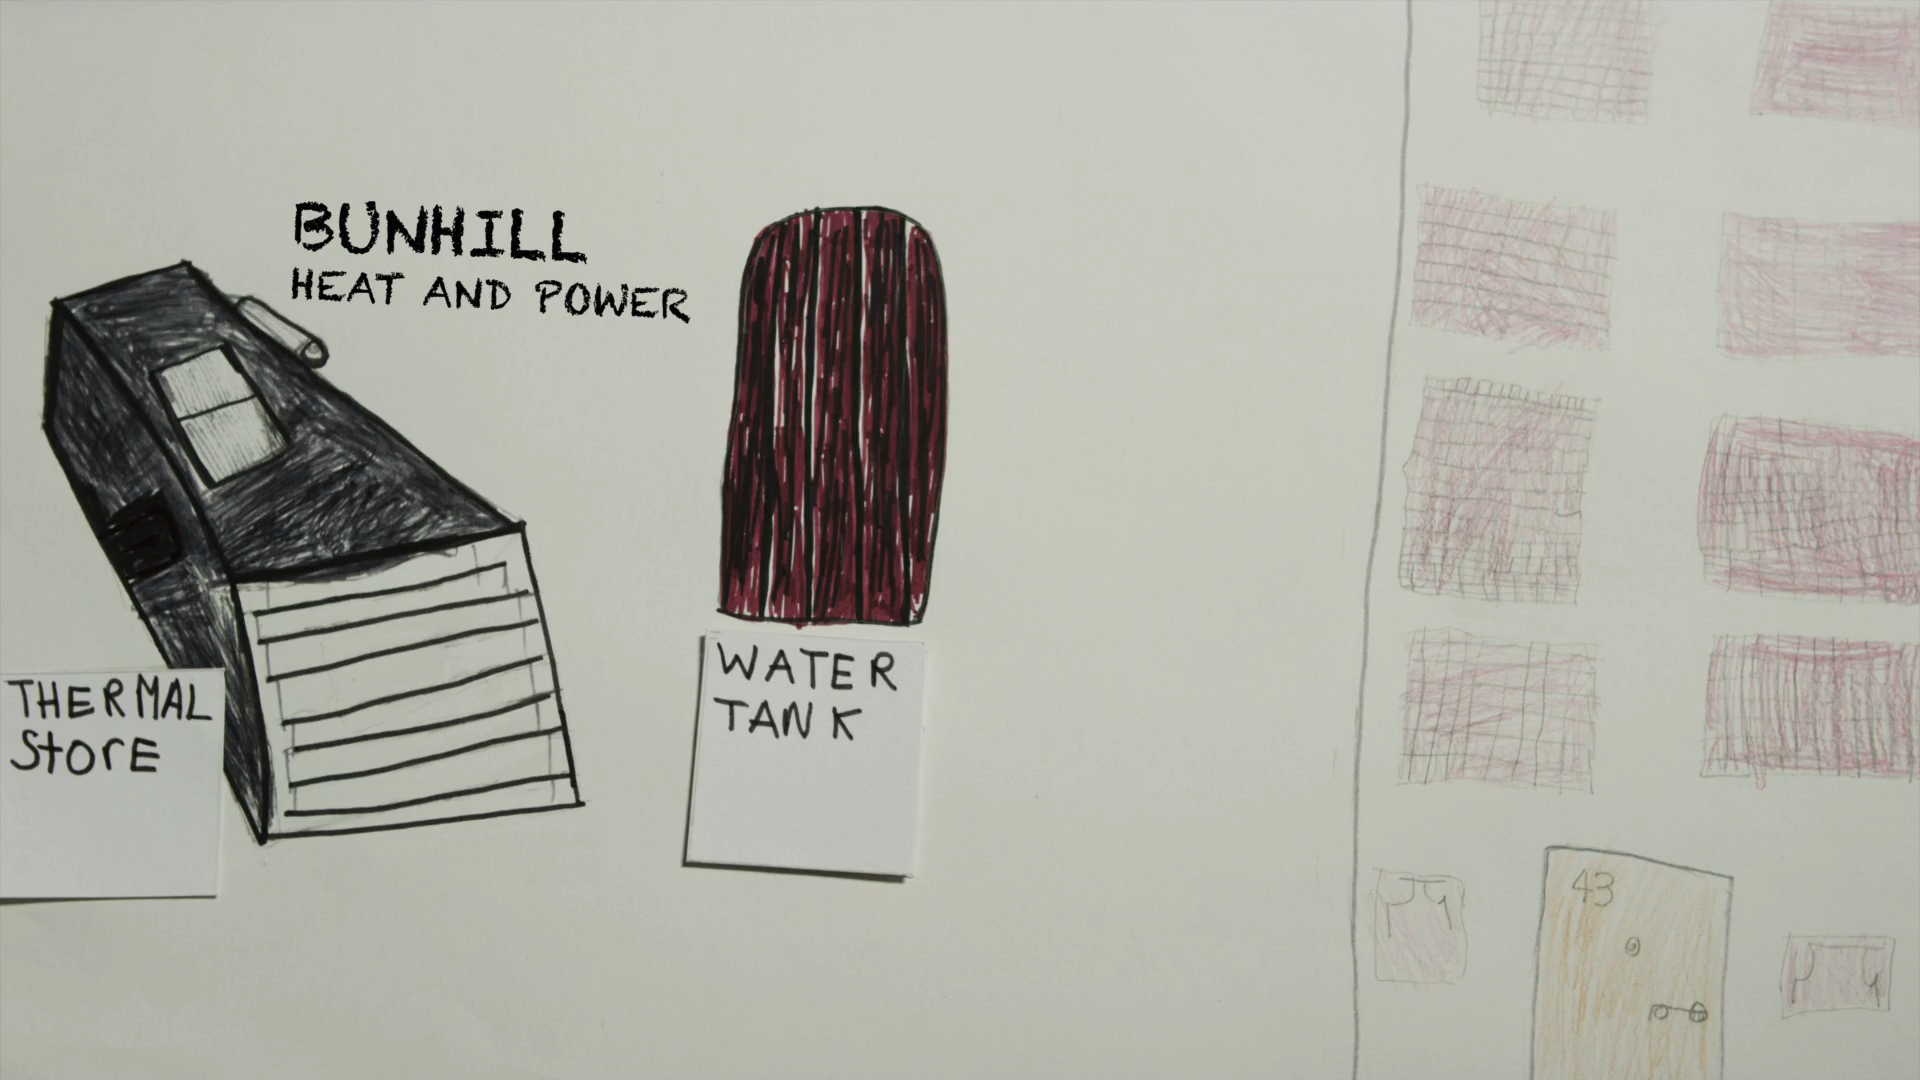 BUNHILL
HEAT AND POWER
THERMAL
StorE
WATER
TANK
43